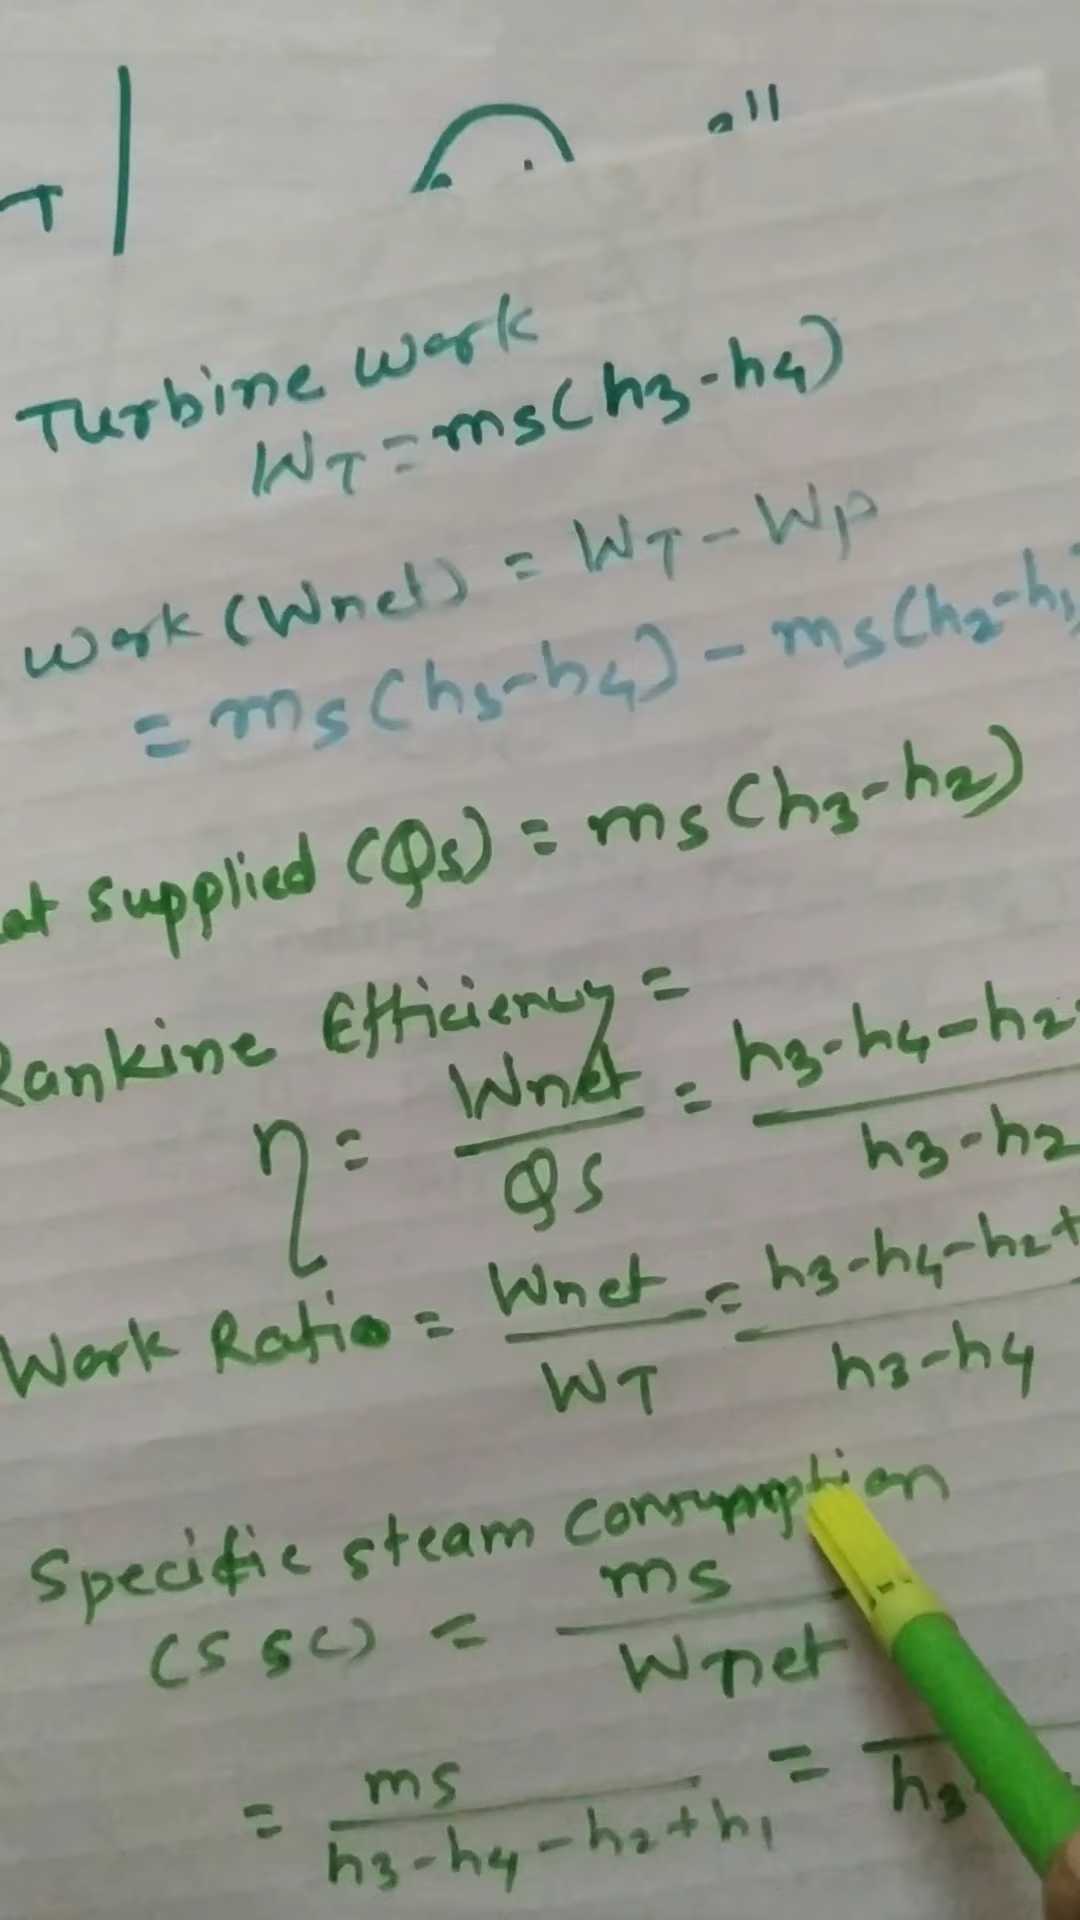 T
Turbine work
WT = ms(h3-h4)
work (Wnet) = WT - WP
= ms(h3-h4) - ms(h2-h1)
at supplied (Qs) = ms(h3-h2)
Rankine Efficiency =
η = Wnet/Qs = h3-h4-h2/h3-h2
Work Ratio = Wnet/WT = h3-h4-h2+/h3-h4
Specific steam consumption
(SSC) = ms/Wnet
= ms/h3-h4-h2+h1 = /h3